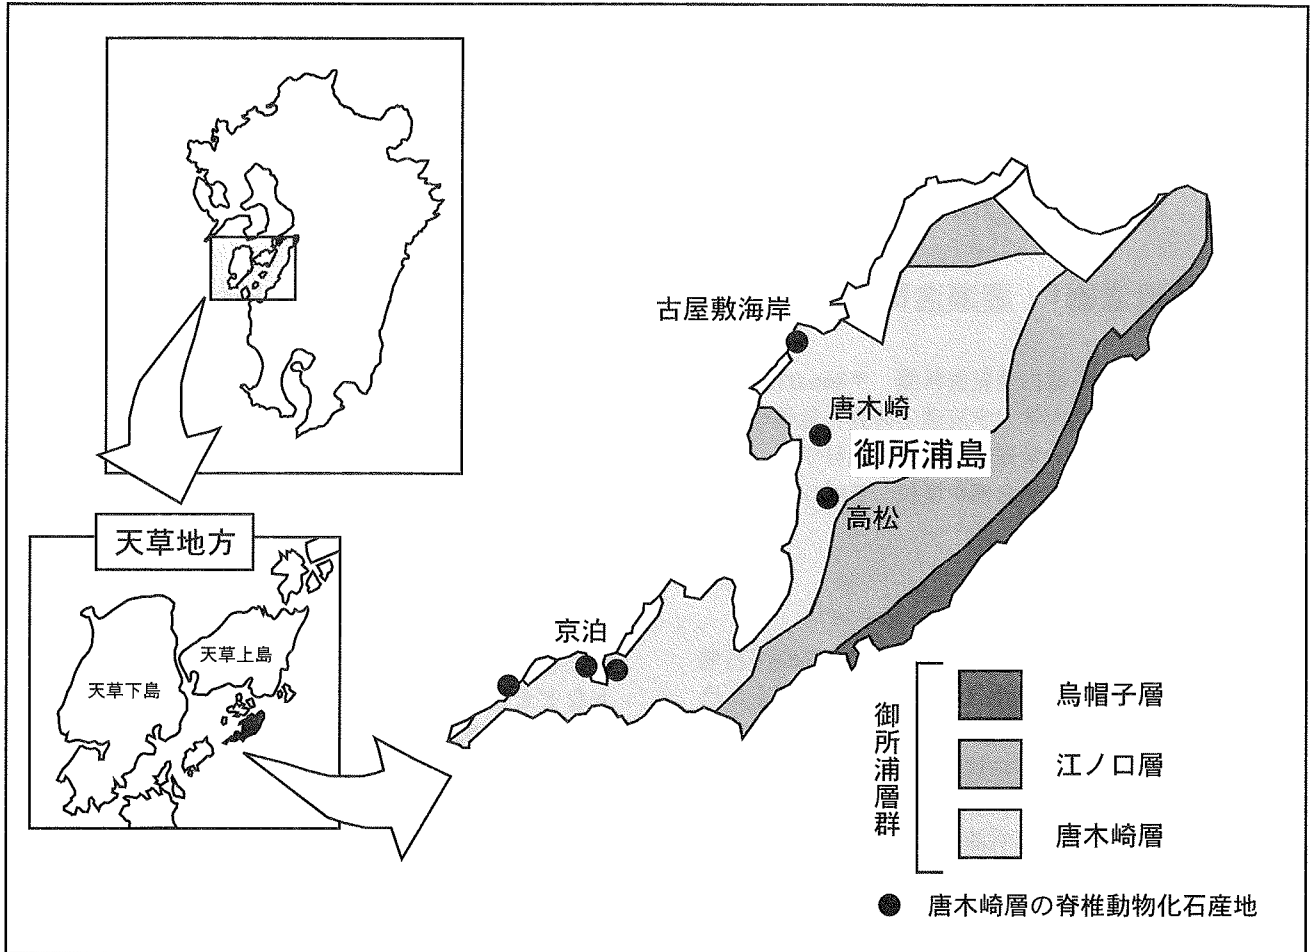 古屋敷海岸
唐木崎
御所浦島
高松
天草地方
天草上島
天草下島
京泊
御所浦層群
烏帽子層
江ノ口層
唐木崎層
唐木崎層の脊椎動物化石産地